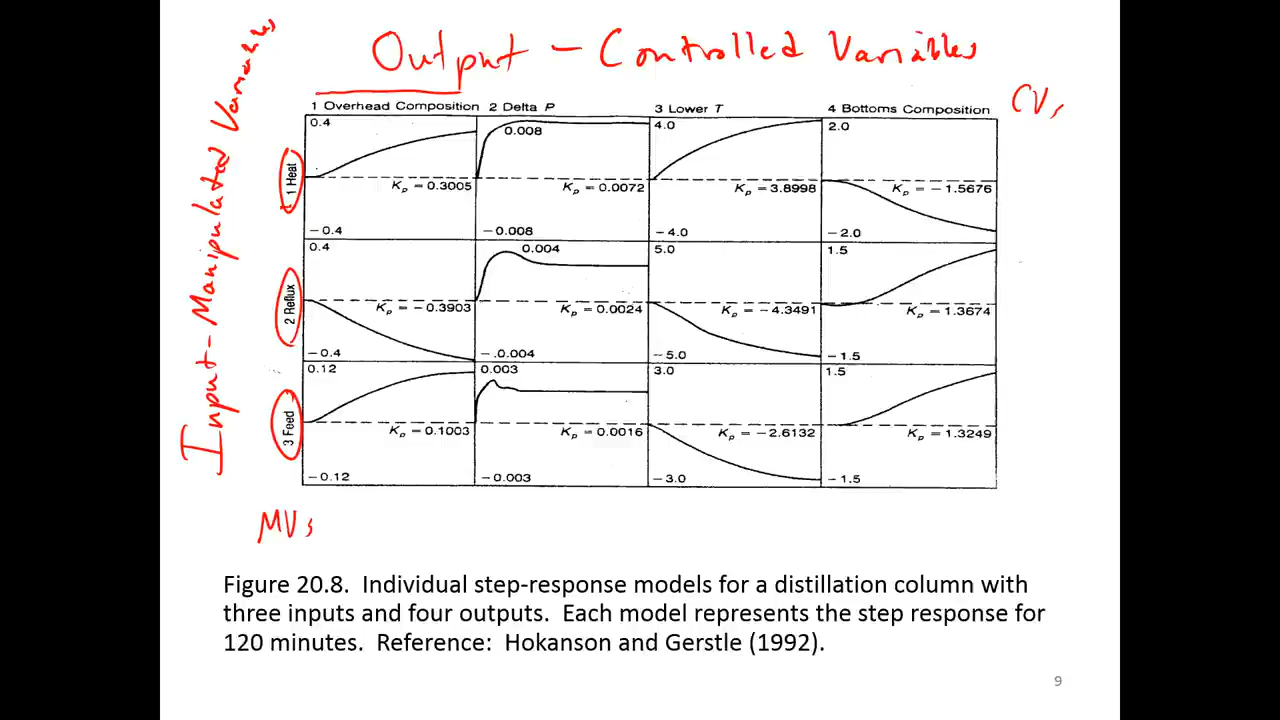 Output - Controlled Variables
Input - Manipulated Variables
CVs
1 Overhead Composition 2 Delta P 3 Lower T 4 Bottoms Composition
1 Heat
0.4 0.008 4.0 2.0
Kp = 0.3005 Kp = 0.0072 Kp = 3.8998 Kp = − 1.5676
− 0.4 − 0.008 − 4.0 − 2.0
2 Reflux
0.4 0.004 5.0 1.5
Kp = − 0.3903 Kp = 0.0024 Kp = − 4.3491 Kp = 1.3674
− 0.4 − .0.004 − 5.0 − 1.5
3 Feed
0.12 0.003 3.0 1.5
Kp = 0.1003 Kp = 0.0016 Kp = −2.6132 Kp = 1.3249
− 0.12 − 0.003 − 3.0 − 1.5
MVs
Figure 20.8. Individual step-response models for a distillation column with
three inputs and four outputs. Each model represents the step response for
120 minutes. Reference: Hokanson and Gerstle (1992).
9